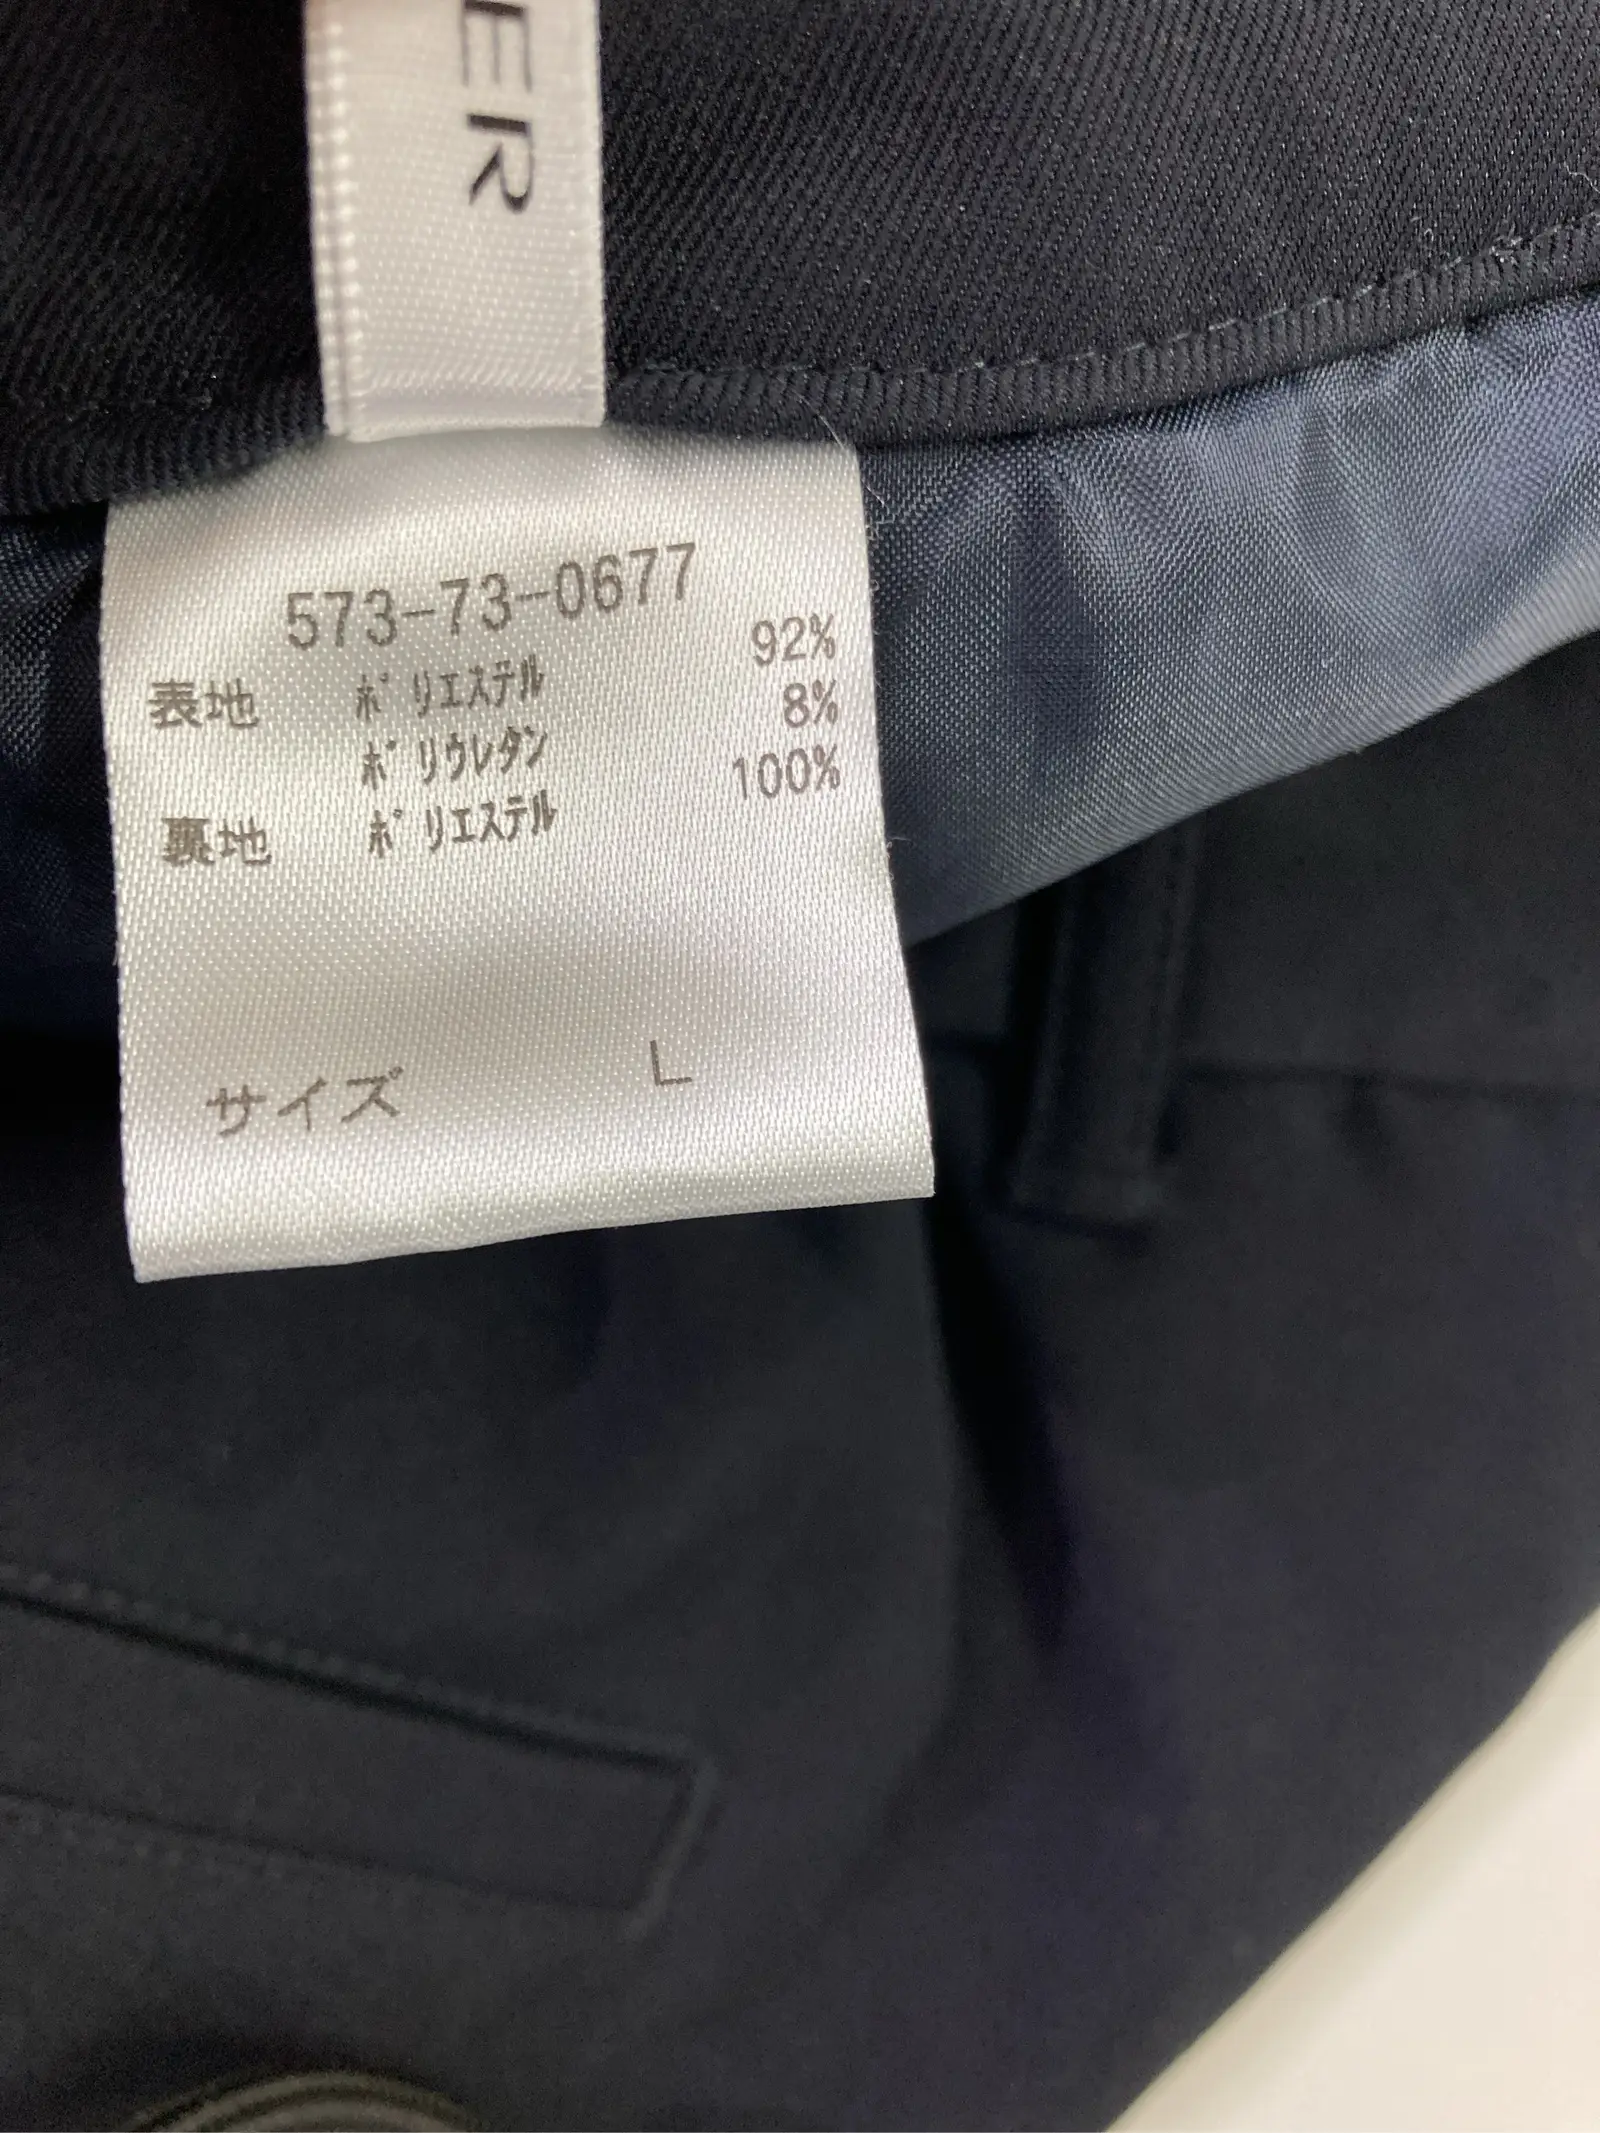 ER
573-73-0677
表地 ﾎﾟﾘｴｽﾃﾙ 92%
ﾎﾟﾘｳﾚﾀﾝ 8%
裏地 ﾎﾟﾘｴｽﾃﾙ 100%
サイズ L